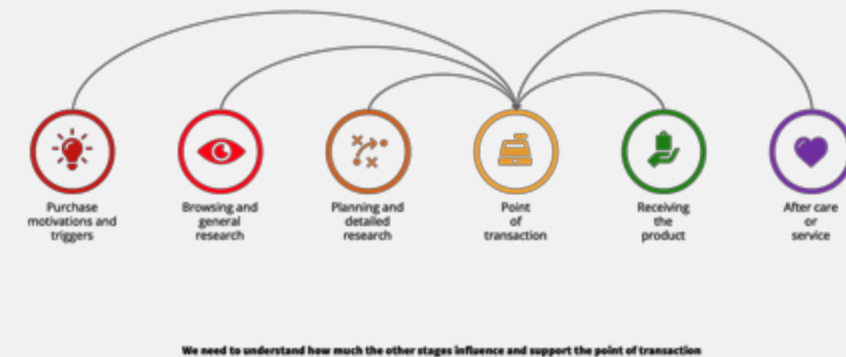 Purchase
motivations and
triggers
Browsing and
general
research
Planning and
detailed
research
Point
of
transaction
Receiving
the
product
After care
or
service
We need to understand how much the other stages influence and support the point of transaction